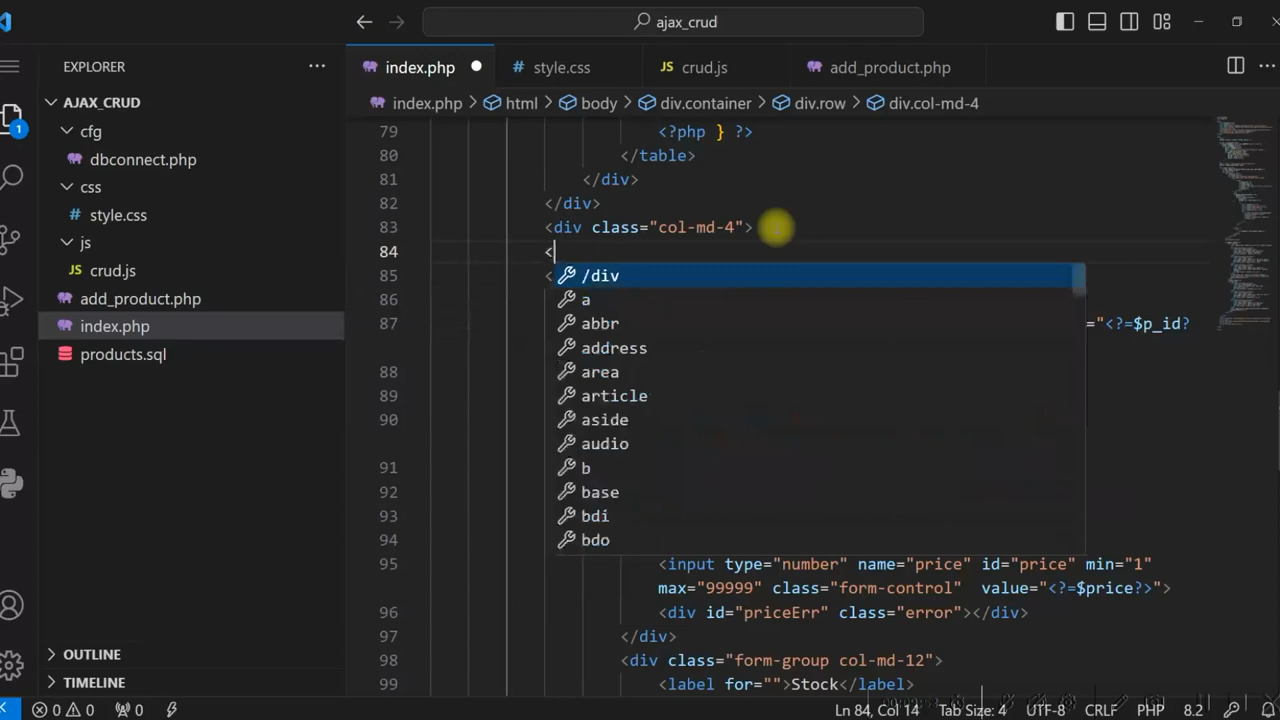 ajax_crud
EXPLORER
index.php
style.css
JS crud.js
add_product.php
AJAX_CRUD
index.php > html > body > div.container > div.row > div.col-md-4
cfg
dbconnect.php
css
# style.css
js
JS crud.js
add_product.php
index.php
products.sql
OUTLINE
TIMELINE
1
79 <?php } ?>
80 </table>
81 </div>
82 </div>
83 <div class="col-md-4">
84 <
85 <
/div
86
a
87 ="<?=$p_id?
abbr
88
address
89
area
90
article
aside
audio
91
b
92
base
93
bdi
94
bdo
95 <input type="number" name="price" id="price" min="1"
max="99999" class="form-control" value="<?=$price?>">
96 <div id="priceErr" class="error"></div>
97 </div>
98 <div class="form-group col-md-12">
99 <label for="">Stock</label>
0 0 0
Ln 84, Col 14 Tab Size: 4 UTF-8 CRLF PHP 8.2